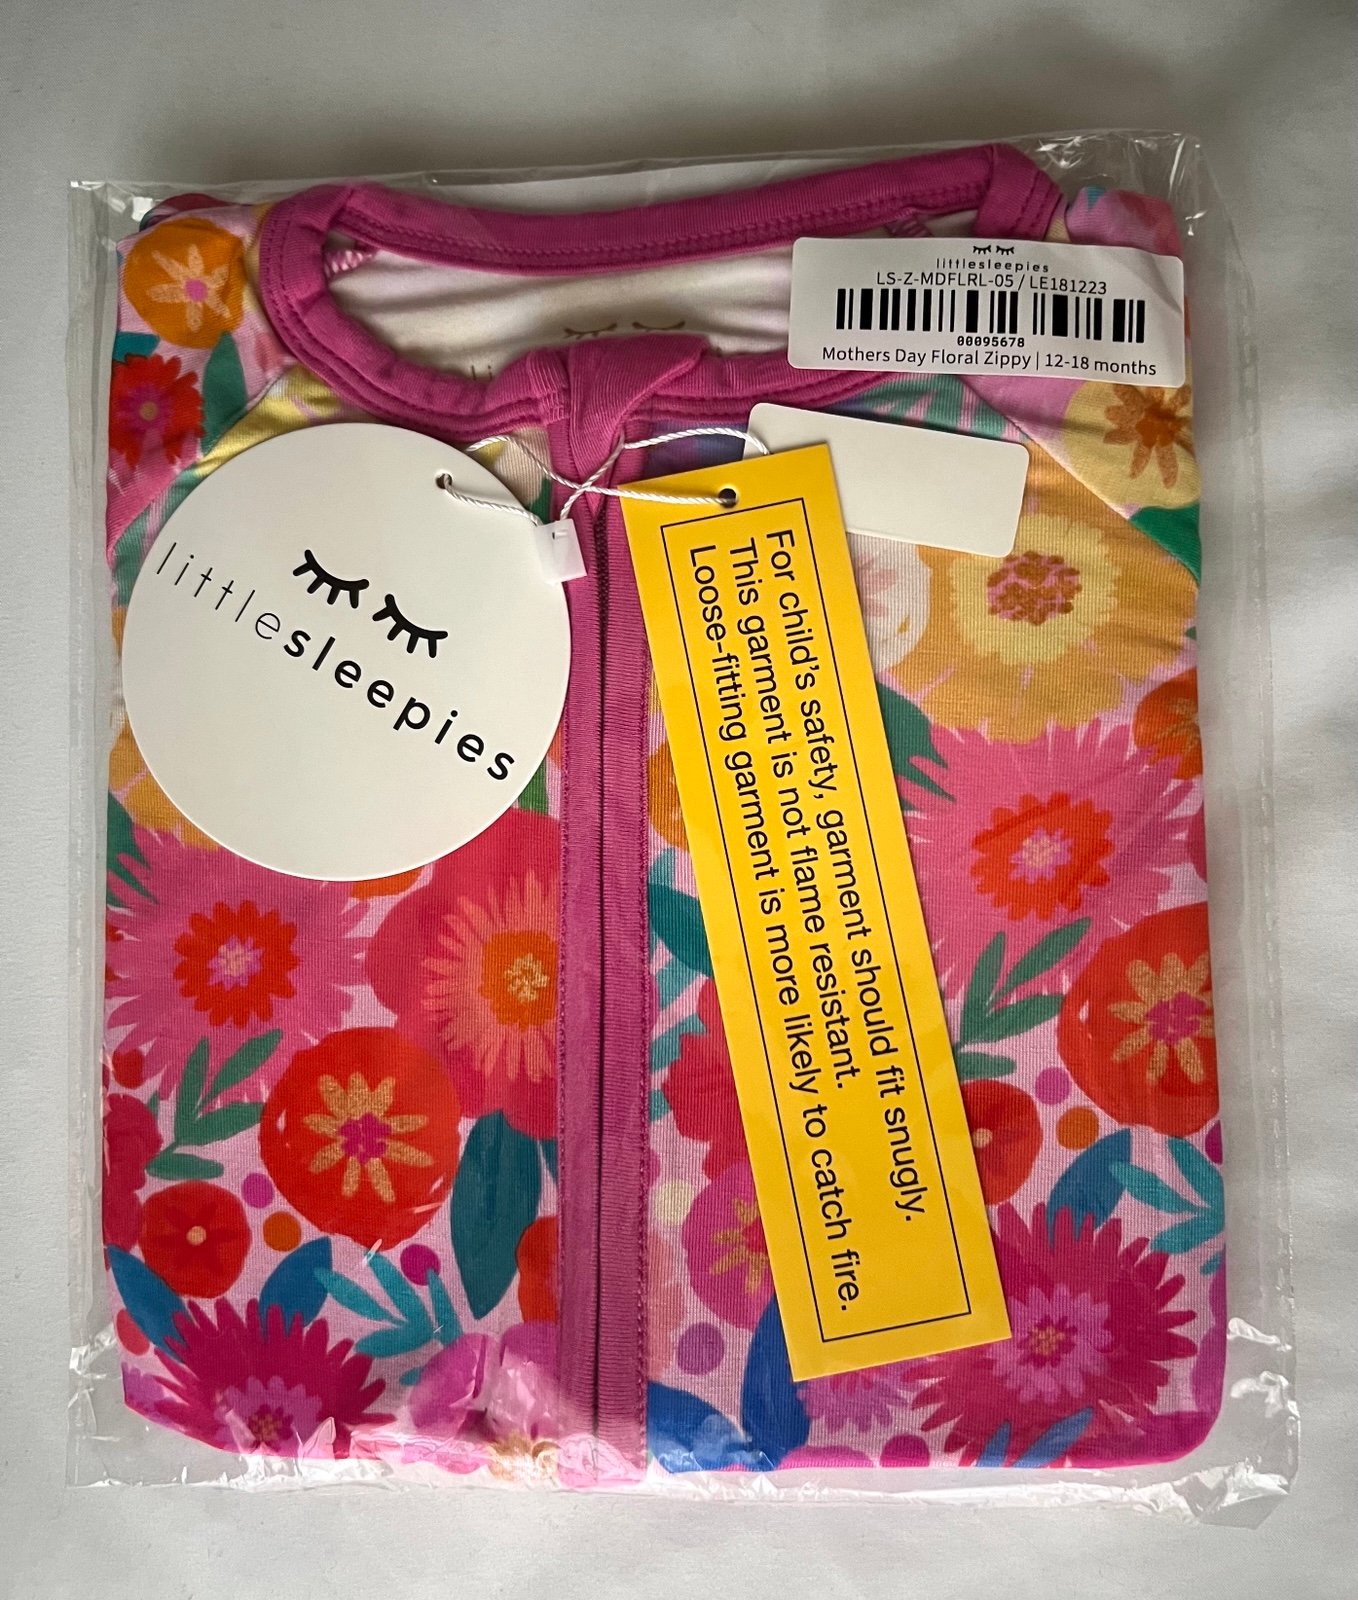 littlesleepies
LS-Z-MDFLRL-05 / LE181223
00095678
Mothers Day Floral Zippy | 12-18 months
littlesleepies
For child's safety, garment should fit snugly.
This garment is not flame resistant.
Loose-fitting garment is more likely to catch fire.